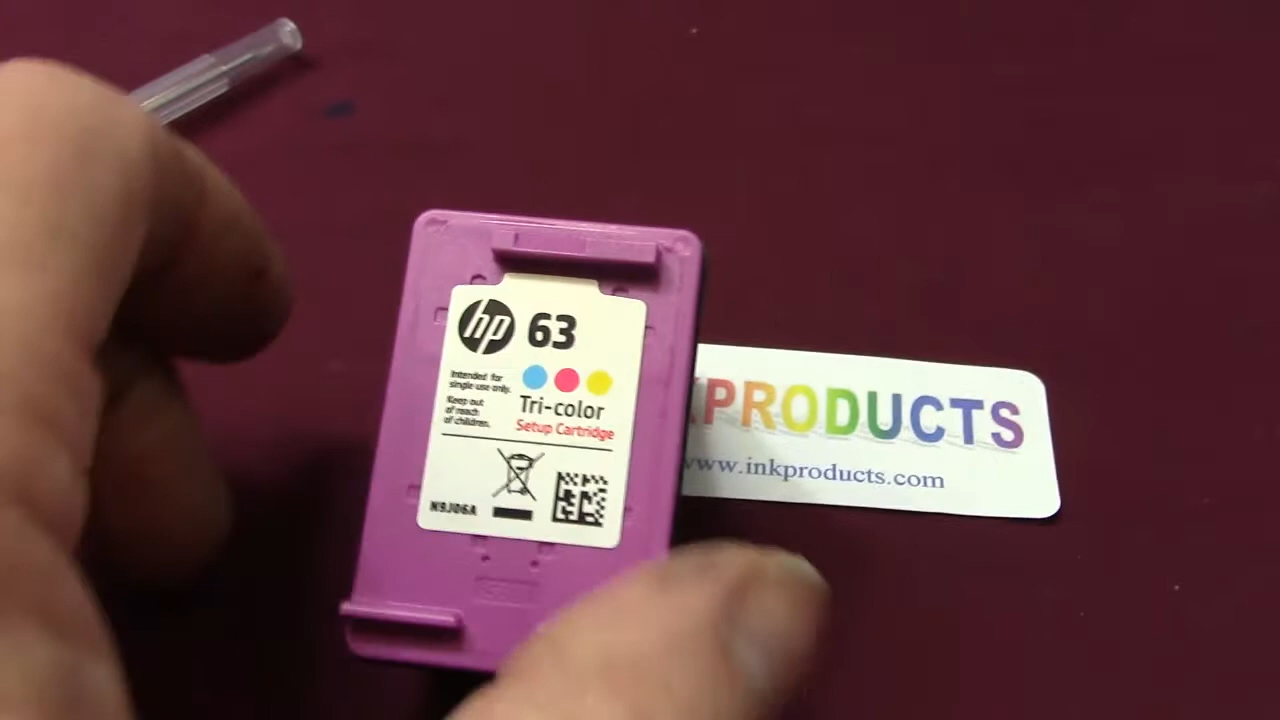 hp 63
Intended for
single use only.
Keep out
of reach
of children.
Tri-color
Setup Cartridge
N9J06A
PRODUCTS
www.inkproducts.com